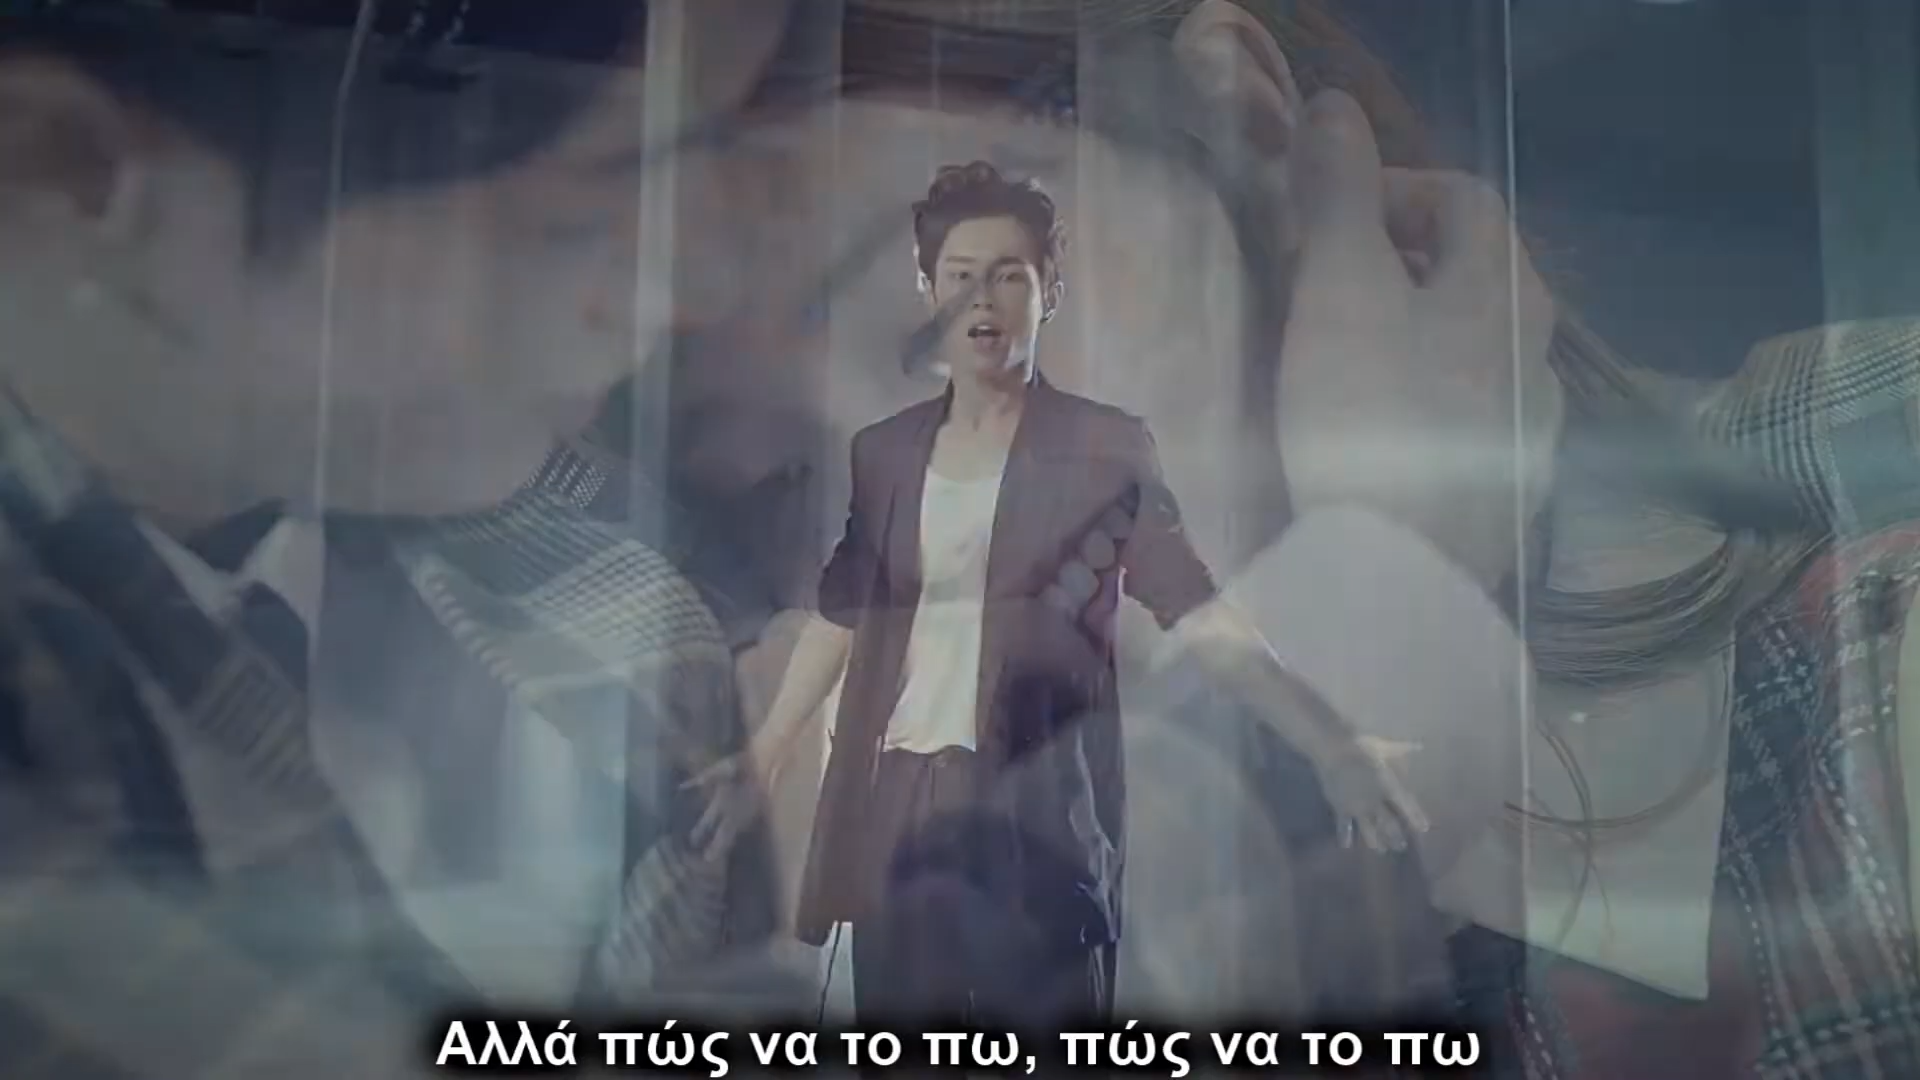 Αλλά πώς να το πω, πώς να το πω